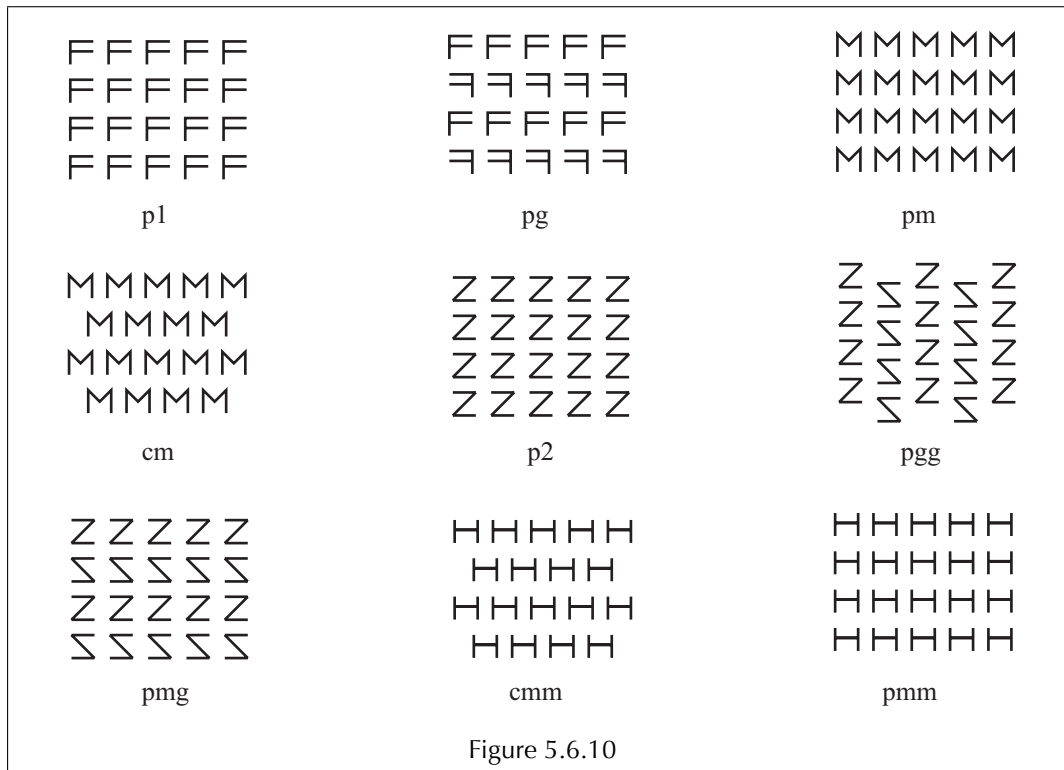 F F F F F
F F F F F
F F F F F
F F F F F
p1
F F F F F
ꟻ ꟻ ꟻ ꟻ ꟻ
F F F F F
ꟻ ꟻ ꟻ ꟻ ꟻ
pg
M M M M M
M M M M M
M M M M M
M M M M M
pm
M M M M M
M M M M
M M M M M
M M M M
cm
Z Z Z Z Z
Z Z Z Z Z
Z Z Z Z Z
Z Z Z Z Z
p2
Z Z Z
Z Z Z
Z Z Z
Z Z Z
pgg
Z Z Z Z Z
Z Z Z Z Z
pmg
H H H H H
H H H H
H H H H H
H H H H
cmm
H H H H H
H H H H H
H H H H H
H H H H H
pmm
Figure 5.6.10